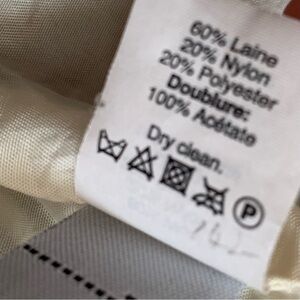 60% Laine
20% Nylon
20% Polyester
Doublure:
100% Acétate
Dry clean.
P